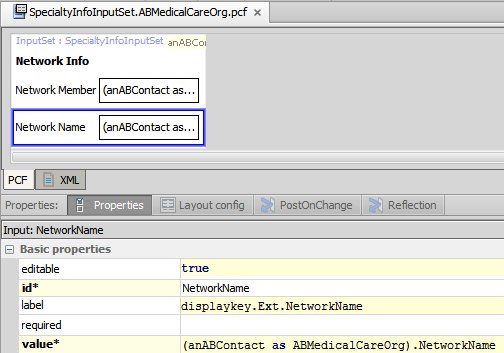 SpecialtyInfoInputSet.ABMedicalCareOrg.pcf ×
InputSet : SpecialtyInfoInputSet anABCo
Network Info
Network Member (anABContact as...
Network Name (anABContact as...
PCF XML
Properties: Properties Layout config PostOnChange Reflection
Input: NetworkName
Basic properties
editable true
id* NetworkName
label displaykey.Ext.NetworkName
required
value* (anABContact as ABMedicalCareOrg).NetworkName